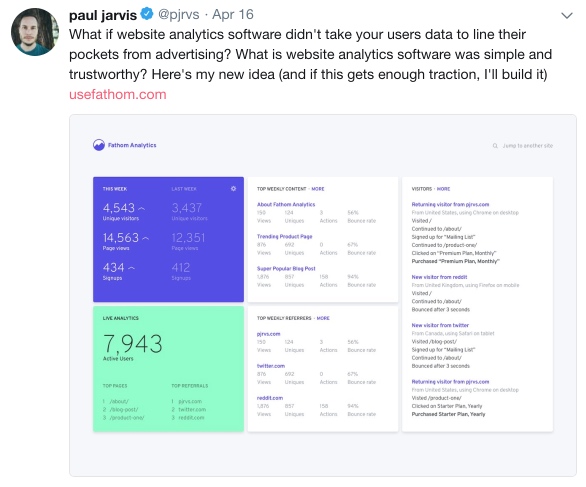 paul jarvis @pjrvs · Apr 16
What if website analytics software didn't take your users data to line their
pockets from advertising? What is website analytics software was simple and
trustworthy? Here's my new idea (and if this gets enough traction, I'll build it)
usefathom.com
Fathom Analytics
Jump to another site
THIS WEEK LAST WEEK
4,543 3,437
Unique visitors Unique visitors
14,563 12,351
Page views Page views
434 412
Signups Signups
TOP WEEKLY CONTENT · MORE
About Fathom Analytics
150 124 3 56%
Views Uniques Actions Bounce rate
Trending Product Page
876 692 0 67%
Views Uniques Actions Bounce rate
Super Popular Blog Post
1,876 857 158 94%
Views Uniques Actions Bounce rate
LIVE ANALYTICS
7,943
Active Users
TOP PAGES TOP REFERRALS
1 /about/ 1 pjrvs.com
2 /blog-post/ 2 twitter.com
3 /product-one/ 3 reddit.com
TOP WEEKLY REFERRERS · MORE
pjrvs.com
150 124 3 56%
Views Uniques Actions Bounce rate
twitter.com
876 692 0 67%
Views Uniques Actions Bounce rate
reddit.com
1,876 857 158 94%
Views Uniques Actions Bounce rate
VISITORS · MORE
Returning visitor from pjrvs.com
From United States, using Chrome on desktop
Visited /
Continued to /about/
Signed up for "Mailing List"
Continued to /product-one/
Clicked on "Premium Plan, Monthly"
Purchased "Premium Plan, Monthly"
New visitor from reddit
From United Kingdom, using Firefox on mobile
Visited /
Continued to /about/
Bounced after 3 seconds
New visitor from twitter
From Canada, using Safari on tablet
Visited /blog-post/
Signed up for "Mailing List"
Continued to /about/
Bounced after 3 seconds
Returning visitor from pjrvs.com
From United States, using Chrome on desktop
Visited /product-one/
Clicked on Starter Plan, Yearly
Purchased Starter Plan, Yearly